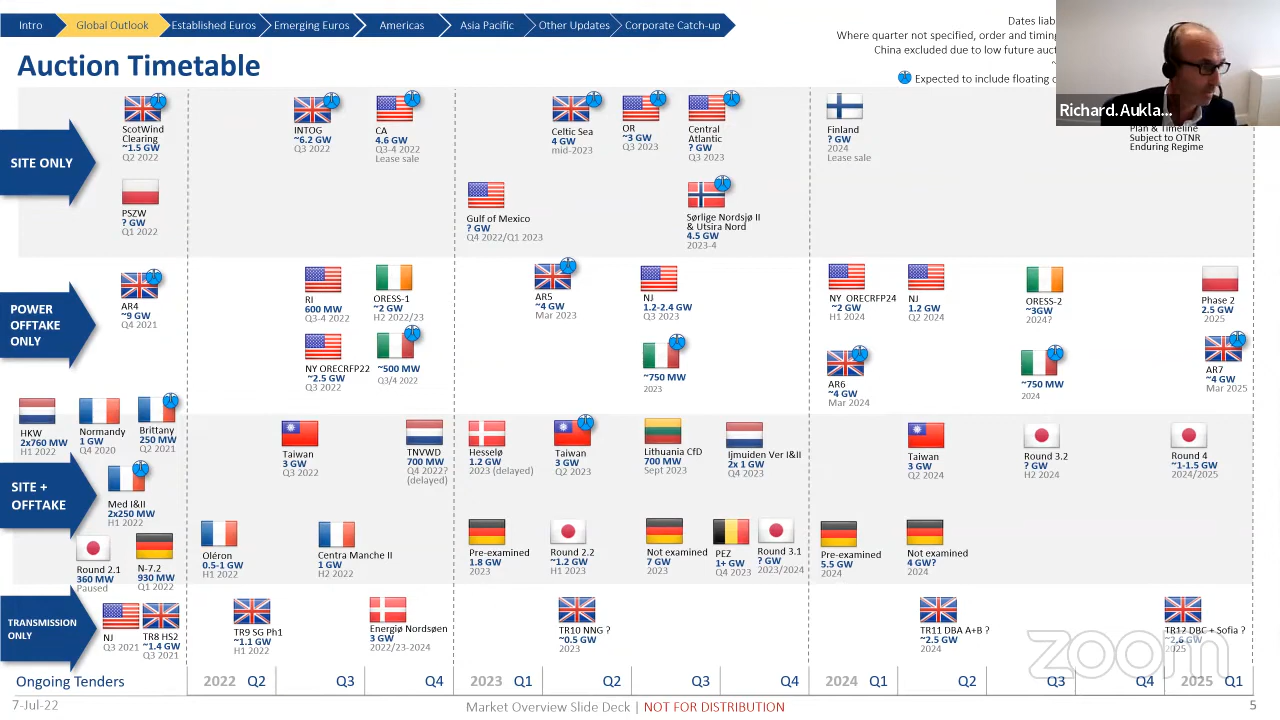 Intro
Global Outlook
Established Euros
Emerging Euros
Americas
Asia Pacific
Other Updates
Corporate Catch-up
Dates liab
Where quarter not specified, order and timing
China excluded due to low future auct
Auction Timetable
Expected to include floating
Richard. Aukla...
SITE ONLY
ScotWind
Clearing
~1.5 GW
Q2 2022
INTOG
~6.2 GW
Q3 2022
CA
4.6 GW
Q3-4 2022
Lease sale
Celtic Sea
4 GW
mid-2023
OR
~3 GW
Q3 2023
Central
Atlantic
? GW
Q3 2023
Finland
? GW
2024
Lease sale
Plan & Timeline
Subject to OTNR
Enduring Regime
PSZW
? GW
Q1 2022
Gulf of Mexico
? GW
Q4 2022/Q1 2023
Sørlige Nordsjø II
& Utsira Nord
4.5 GW
2023-4
POWER
OFFTAKE
ONLY
AR4
~9 GW
Q4 2021
RI
600 MW
Q3-4 2022
ORESS-1
~2 GW
H2 2022/23
AR5
~4 GW
Mar 2023
NJ
1.2-2.4 GW
Q3 2023
NY ORECRFP24
~2 GW
H1 2024
NJ
1.2 GW
Q2 2024
ORESS-2
~3GW
2024?
Phase 2
2.5 GW
2025
NY ORECRFP22
~2.5 GW
Q3 2022
~500 MW
Q3/4 2022
~750 MW
2023
AR6
~4 GW
Mar 2024
~750 MW
2024
AR7
~4 GW
Mar 2025
SITE +
OFFTAKE
HKW
2x760 MW
H1 2022
Normandy
1 GW
Q4 2020
Brittany
250 MW
Q2 2021
Taiwan
3 GW
Q3 2022
TNVWD
700 MW
Q4 2022?
(delayed)
Hesselø
1.2 GW
2023 (delayed)
Taiwan
3 GW
Q2 2023
Lithuania CfD
700 MW
Sept 2023
Ijmuiden Ver I&II
2x 1 GW
Q3 2023
Taiwan
3 GW
Q2 2024
Round 3.2
? GW
H2 2024
Round 4
~1-1.5 GW
2024/2025
Med I&II
2x250 MW
H1 2022
Round 2.1
360 MW
Paused
N-7.2
930 MW
Q1 2022
Oléron
0.5-1 GW
H1 2022
Centra Manche II
1 GW
H2 2022
Pre-examined
1.8 GW
2023
Round 2.2
~1.2 GW
H1 2023
Not examined
7 GW
2023
PEZ
1+ GW
Q4 2023
Round 3.1
? GW
2023/2024
Pre-examined
5.5 GW
2024
Not examined
4 GW?
2024
TRANSMISSION
ONLY
NJ
Q3 2021
TR8 HS2
~1.4 GW
Q3 2021
TR9 SG Ph1
~1.1 GW
H1 2022
Energiø Nordsøen
3 GW
2022/23-2024
TR10 NNG ?
~0.5 GW
2023
TR11 DBA A+B ?
~2.5 GW
2024
TR12 DBC + Sofia ?
~2.6 GW
2025
zoom
Ongoing Tenders
2022 Q2
Q3
Q4
2023 Q1
Q2
Q3
Q4
2024 Q1
Q2
Q3
Q4
2025 Q1
7-Jul-22
Market Overview Slide Deck | NOT FOR DISTRIBUTION
5